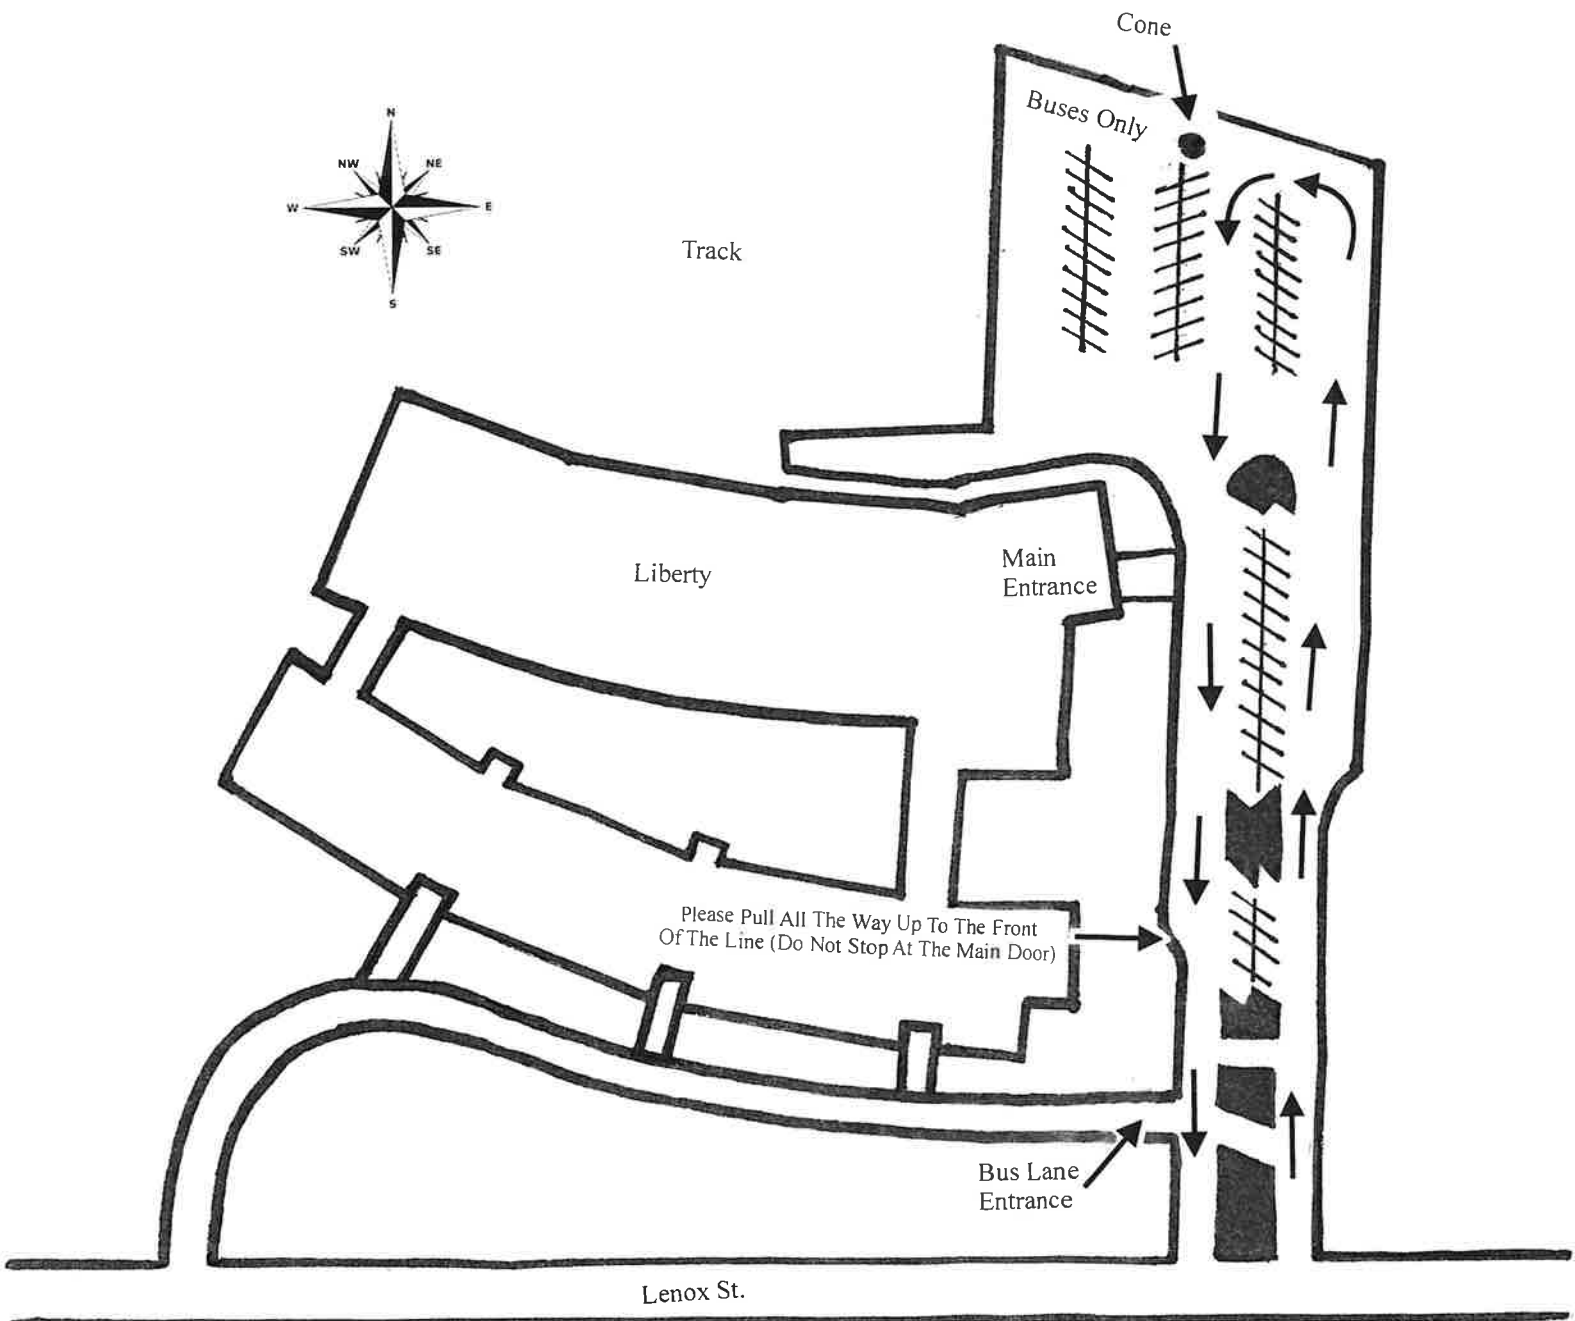 Cone
Buses Only
N
NW
NE
W
E
SW
SE
S
Track
Liberty
Main
Entrance
Please Pull All The Way Up To The Front
Of The Line (Do Not Stop At The Main Door)
Bus Lane
Entrance
Lenox St.